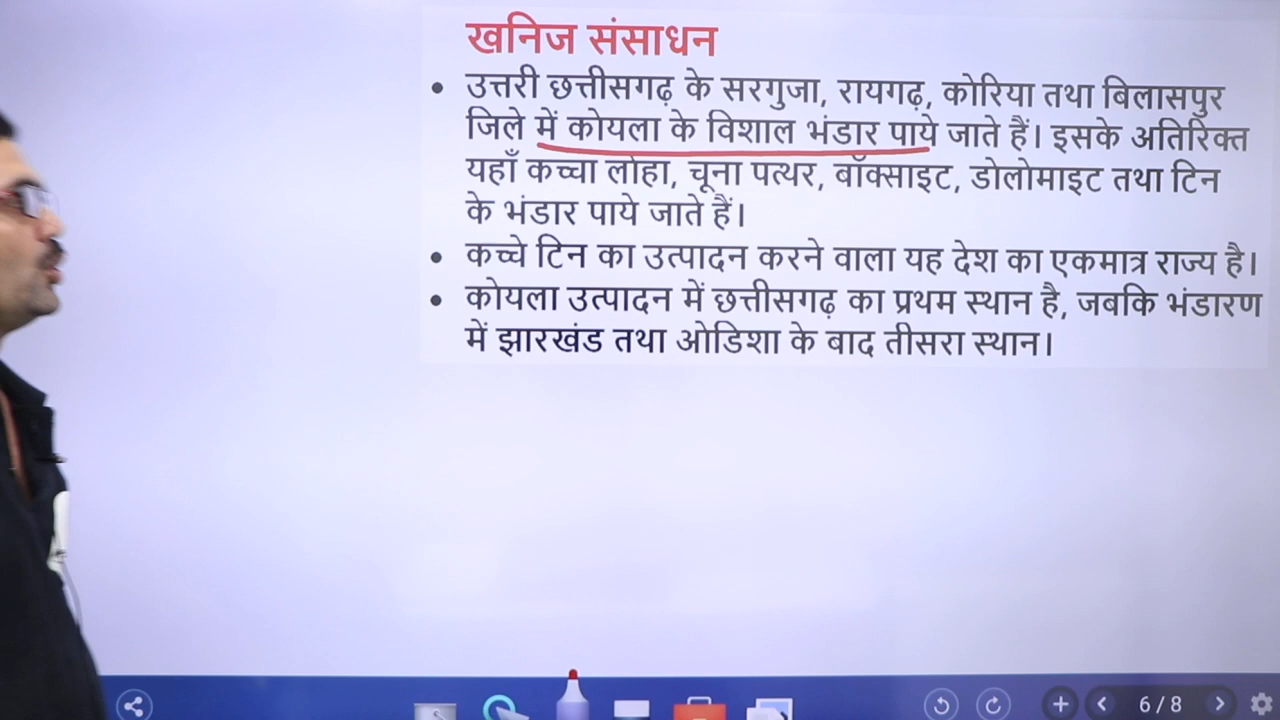 खनिज संसाधन
• उत्तरी छत्तीसगढ़ के सरगुजा, रायगढ़, कोरिया तथा बिलासपुर
जिले में कोयला के विशाल भंडार पाये जाते हैं। इसके अतिरिक्त
यहाँ कच्चा लोहा, चूना पत्थर, बॉक्साइट, डोलोमाइट तथा टिन
के भंडार पाये जाते हैं।
• कच्चे टिन का उत्पादन करने वाला यह देश का एकमात्र राज्य है।
• कोयला उत्पादन में छत्तीसगढ़ का प्रथम स्थान है, जबकि भंडारण
में झारखंड तथा ओडिशा के बाद तीसरा स्थान।
6 / 8